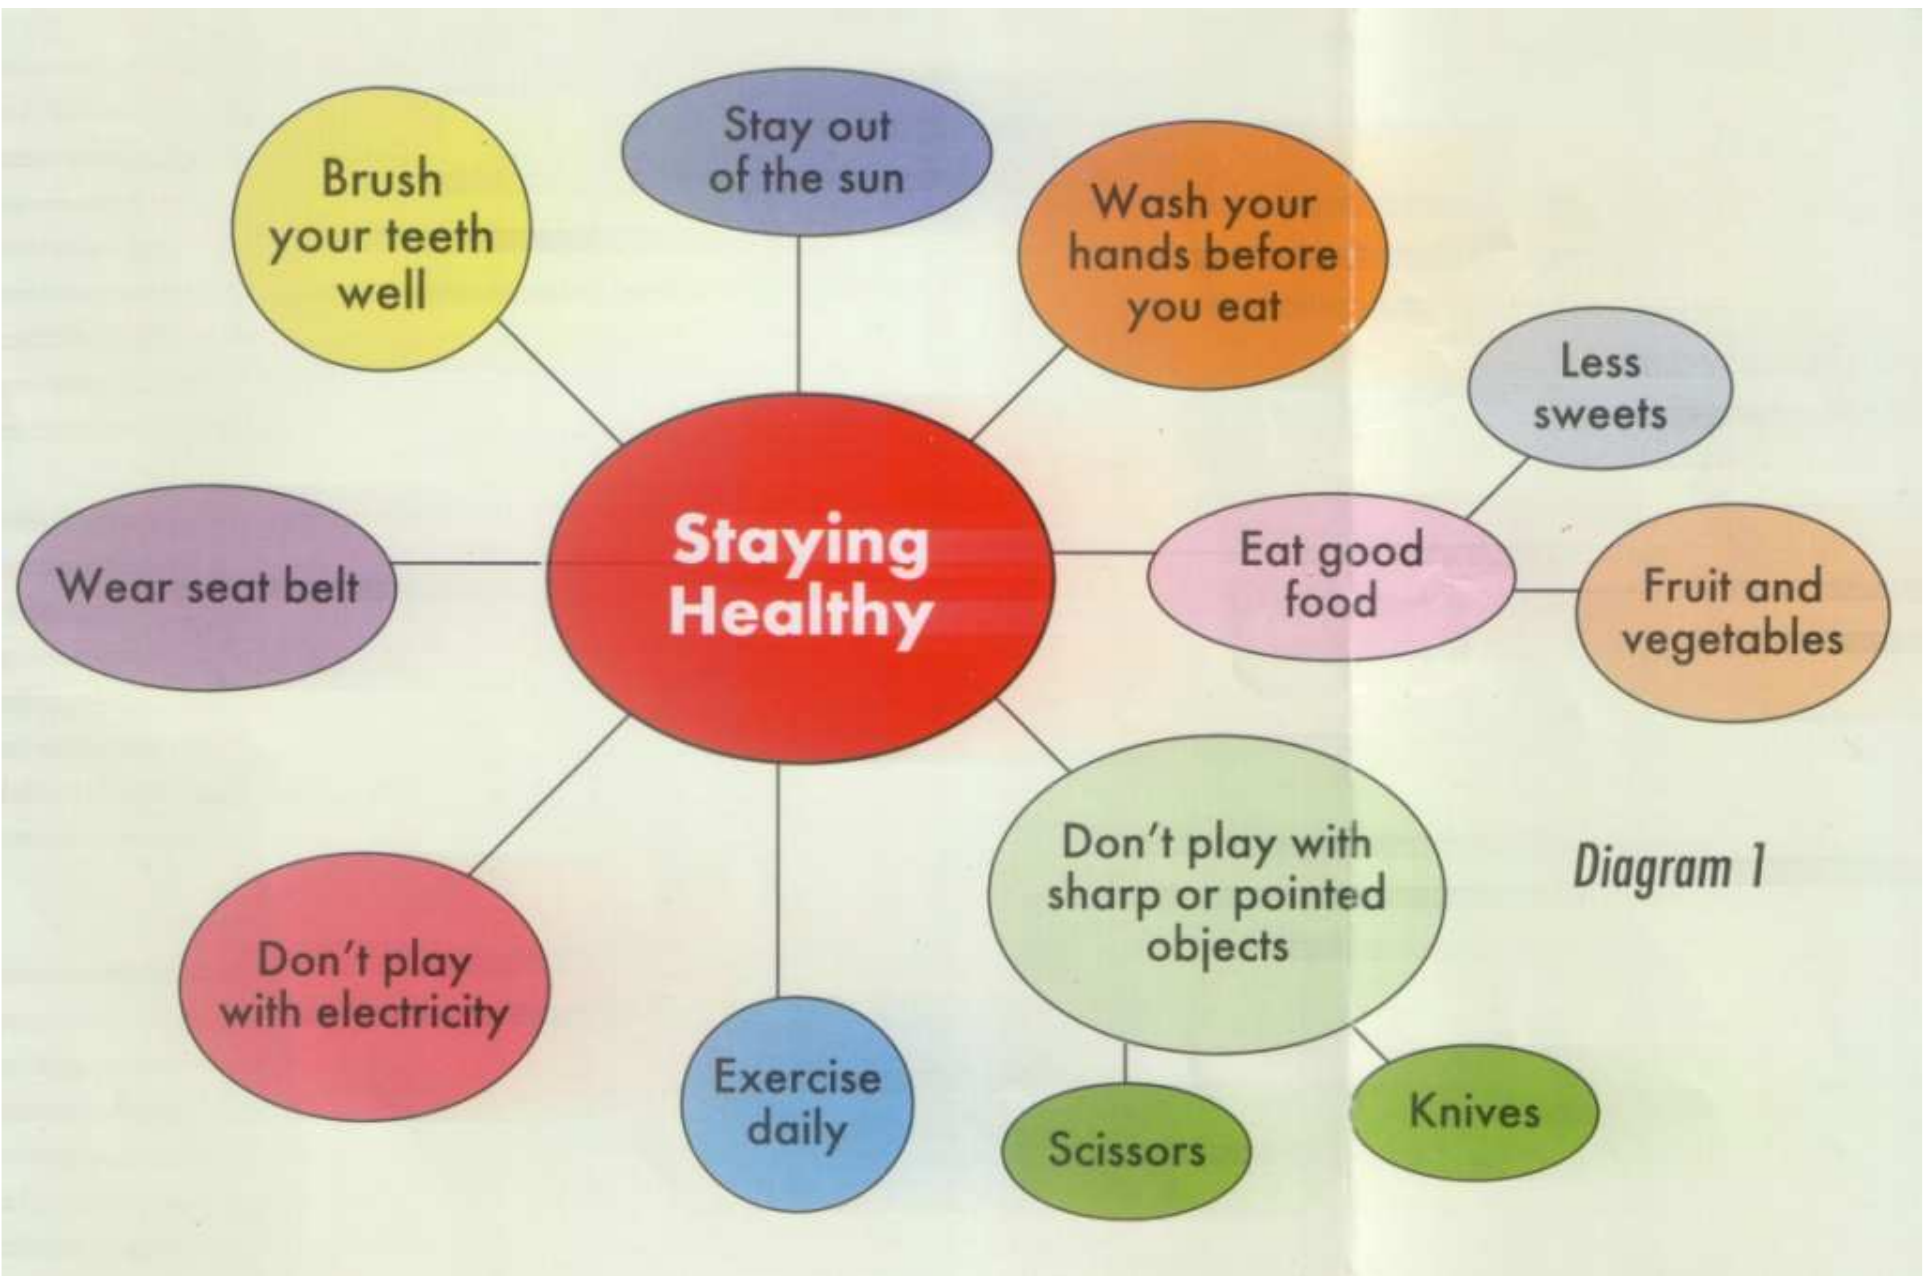 Stay out
of the sun
Brush
your teeth
well
Wash your
hands before
you eat
Less
sweets
Staying
Healthy
Eat good
food
Wear seat belt
Fruit and
vegetables
Don't play with
sharp or pointed
objects
Diagram 1
Don't play
with electricity
Exercise
daily
Knives
Scissors